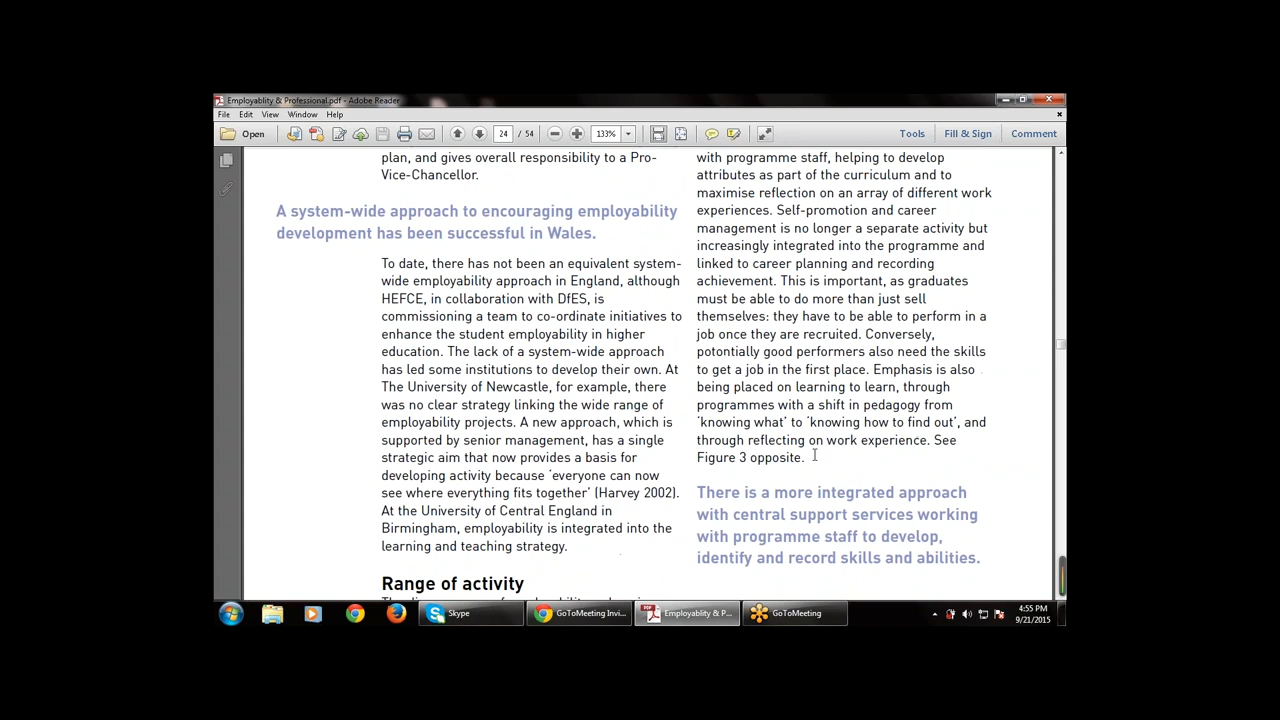 Employablity & Professional.pdf - Adobe Reader
File Edit View Window Help
Open 24 / 54 133% Tools Fill & Sign Comment
plan, and gives overall responsibility to a Pro-
Vice-Chancellor.
A system-wide approach to encouraging employability
development has been successful in Wales.
To date, there has not been an equivalent system-
wide employability approach in England, although
HEFCE, in collaboration with DfES, is
commissioning a team to co-ordinate initiatives to
enhance the student employability in higher
education. The lack of a system-wide approach
has led some institutions to develop their own. At
The University of Newcastle, for example, there
was no clear strategy linking the wide range of
employability projects. A new approach, which is
supported by senior management, has a single
strategic aim that now provides a basis for
developing activity because 'everyone can now
see where everything fits together' (Harvey 2002).
At the University of Central England in
Birmingham, employability is integrated into the
learning and teaching strategy.
Range of activity
with programme staff, helping to develop
attributes as part of the curriculum and to
maximise reflection on an array of different work
experiences. Self-promotion and career
management is no longer a separate activity but
increasingly integrated into the programme and
linked to career planning and recording
achievement. This is important, as graduates
must be able to do more than just sell
themselves: they have to be able to perform in a
job once they are recruited. Conversely,
potontially good performers also need the skills
to get a job in the first place. Emphasis is also
being placed on learning to learn, through
programmes with a shift in pedagogy from
'knowing what' to 'knowing how to find out', and
through reflecting on work experience. See
Figure 3 opposite.
There is a more integrated approach
with central support services working
with programme staff to develop,
identify and record skills and abilities.
Skype GoToMeeting Invi... Employablity & P... GoToMeeting
4:55 PM
9/21/2015